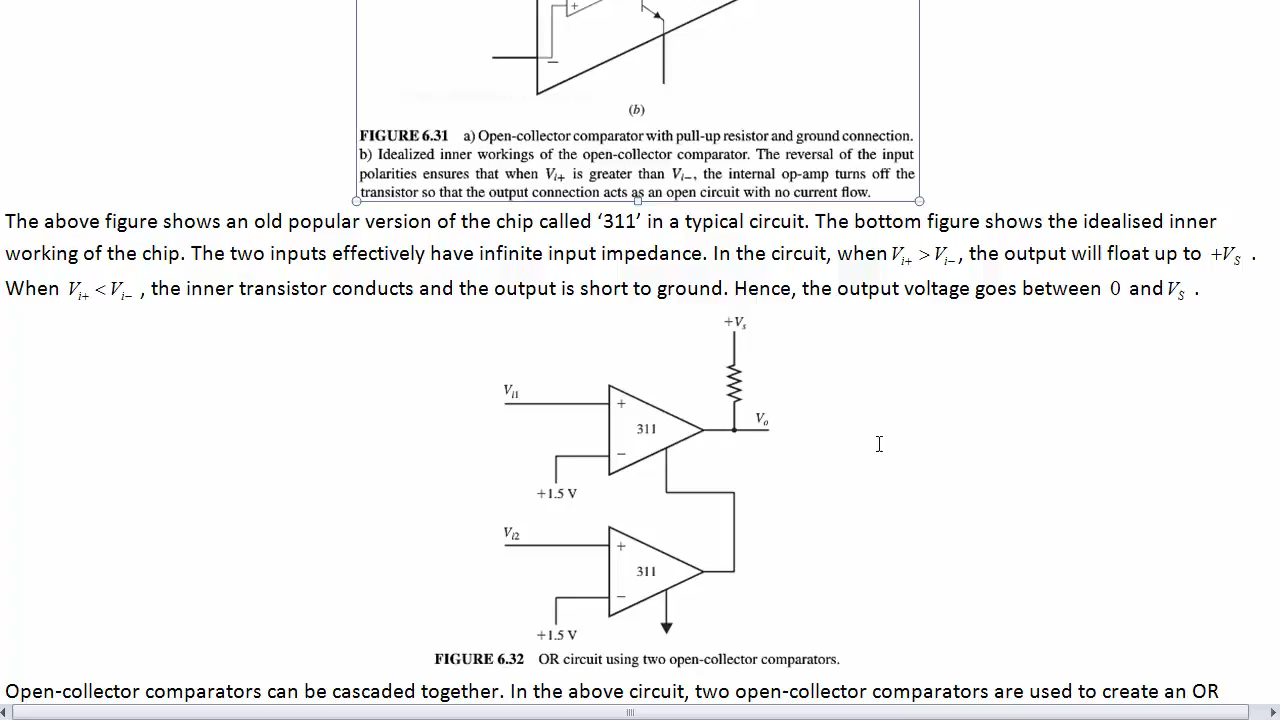 +
−
(b)
FIGURE 6.31 a) Open-collector comparator with pull-up resistor and ground connection.
b) Idealized inner workings of the open-collector comparator. The reversal of the input
polarities ensures that when Vi+ is greater than Vi−, the internal op-amp turns off the
transistor so that the output connection acts as an open circuit with no current flow.
The above figure shows an old popular version of the chip called ‘311’ in a typical circuit. The bottom figure shows the idealised inner
working of the chip. The two inputs effectively have infinite input impedance. In the circuit, when Vi+ > Vi−, the output will float up to +VS .
When Vi+ < Vi− , the inner transistor conducts and the output is short to ground. Hence, the output voltage goes between 0 and VS .
+Vs
Vi1
+
311
Vo
−
+1.5 V
Vi2
+
311
−
+1.5 V
FIGURE 6.32 OR circuit using two open-collector comparators.
Open-collector comparators can be cascaded together. In the above circuit, two open-collector comparators are used to create an OR